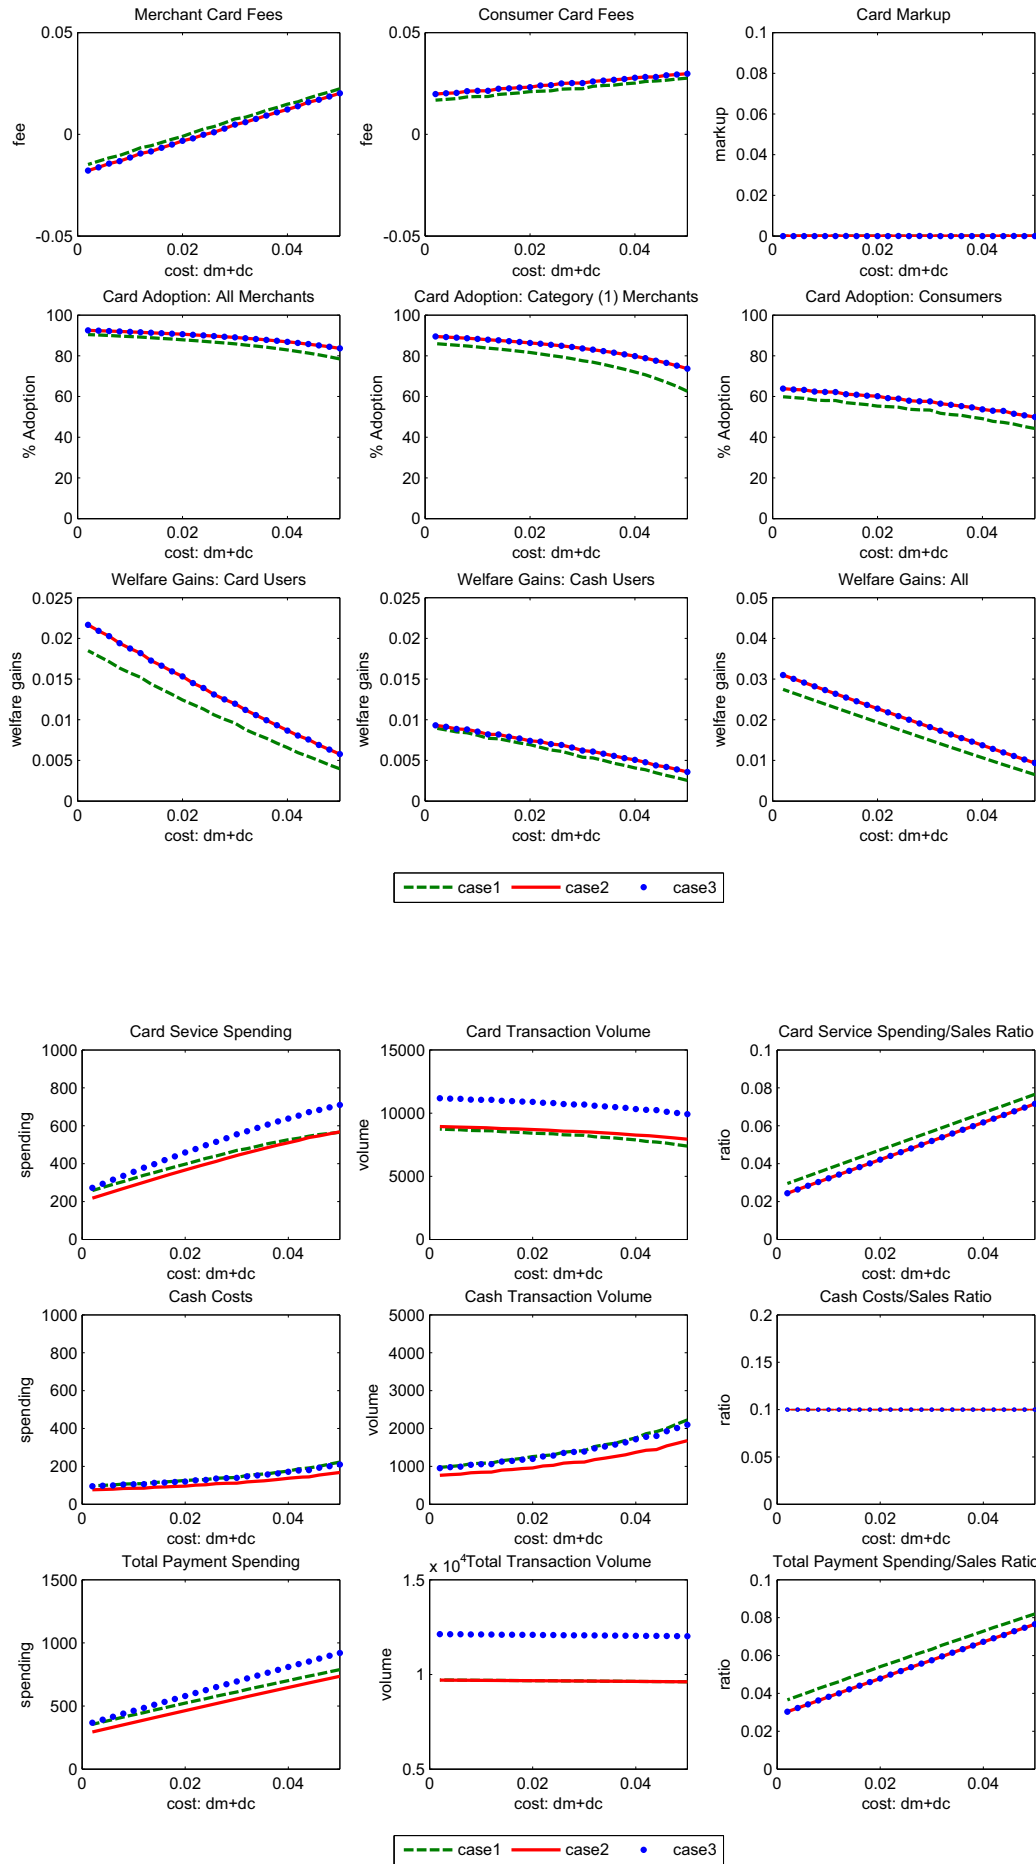 Merchant Card Fees
Consumer Card Fees
Card Markup
0.05
0
-0.05
fee
0 0.02 0.04
cost: dm+dc
0.05
0
-0.05
fee
0 0.02 0.04
cost: dm+dc
0.1
0.08
0.06
0.04
0.02
0
markup
0 0.02 0.04
cost: dm+dc
Card Adoption: All Merchants
Card Adoption: Category (1) Merchants
Card Adoption: Consumers
100
80
60
40
20
0
% Adoption
0 0.02 0.04
cost: dm+dc
100
80
60
40
20
0
% Adoption
0 0.02 0.04
cost: dm+dc
100
80
60
40
20
0
% Adoption
0 0.02 0.04
cost: dm+dc
Welfare Gains: Card Users
Welfare Gains: Cash Users
Welfare Gains: All
0.025
0.02
0.015
0.01
0.005
0
welfare gains
0 0.02 0.04
cost: dm+dc
0.025
0.02
0.015
0.01
0.005
0
welfare gains
0 0.02 0.04
cost: dm+dc
0.05
0.04
0.03
0.02
0.01
0
welfare gains
0 0.02 0.04
cost: dm+dc
case1 case2 case3
Card Sevice Spending
Card Transaction Volume
Card Service Spending/Sales Ratio
1000
800
600
400
200
0
spending
0 0.02 0.04
cost: dm+dc
15000
10000
5000
0
volume
0 0.02 0.04
cost: dm+dc
0.1
0.08
0.06
0.04
0.02
0
ratio
0 0.02 0.04
cost: dm+dc
Cash Costs
Cash Transaction Volume
Cash Costs/Sales Ratio
1000
800
600
400
200
0
spending
0 0.02 0.04
cost: dm+dc
5000
4000
3000
2000
1000
0
volume
0 0.02 0.04
cost: dm+dc
0.2
0.15
0.1
0.05
0
ratio
0 0.02 0.04
cost: dm+dc
Total Payment Spending
x 10⁴ Total Transaction Volume
Total Payment Spending/Sales Ratio
1500
1000
500
0
spending
0 0.02 0.04
cost: dm+dc
1.5
1
0.5
volume
0 0.02 0.04
cost: dm+dc
0.1
0.08
0.06
0.04
0.02
0
ratio
0 0.02 0.04
cost: dm+dc
case1 case2 case3